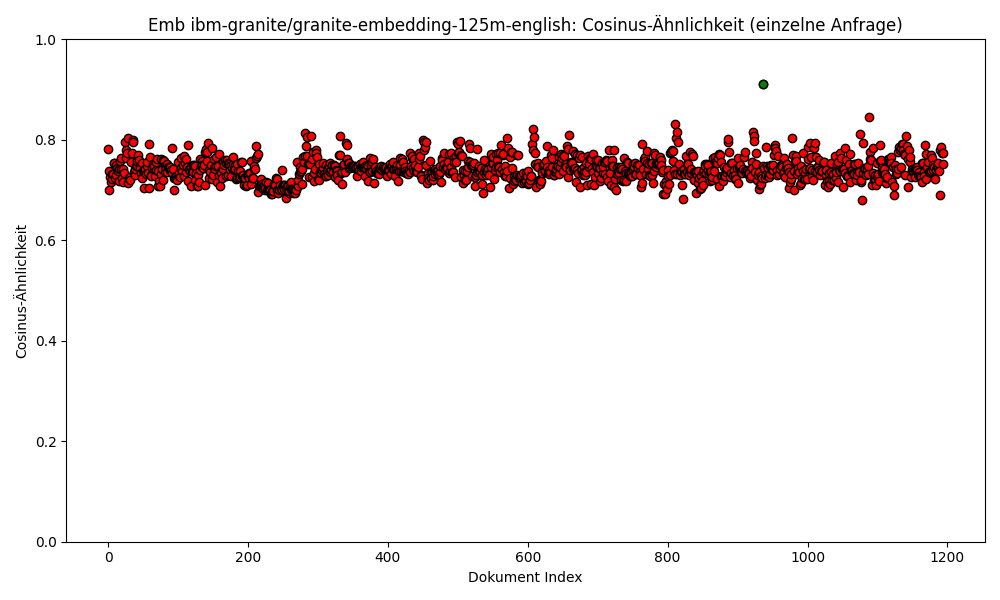 Emb ibm-granite/granite-embedding-125m-english: Cosinus-Ähnlichkeit (einzelne Anfrage)
1.0
0.8
0.6
0.4
0.2
0.0
Cosinus-Ähnlichkeit
0 200 400 600 800 1000 1200
Dokument Index